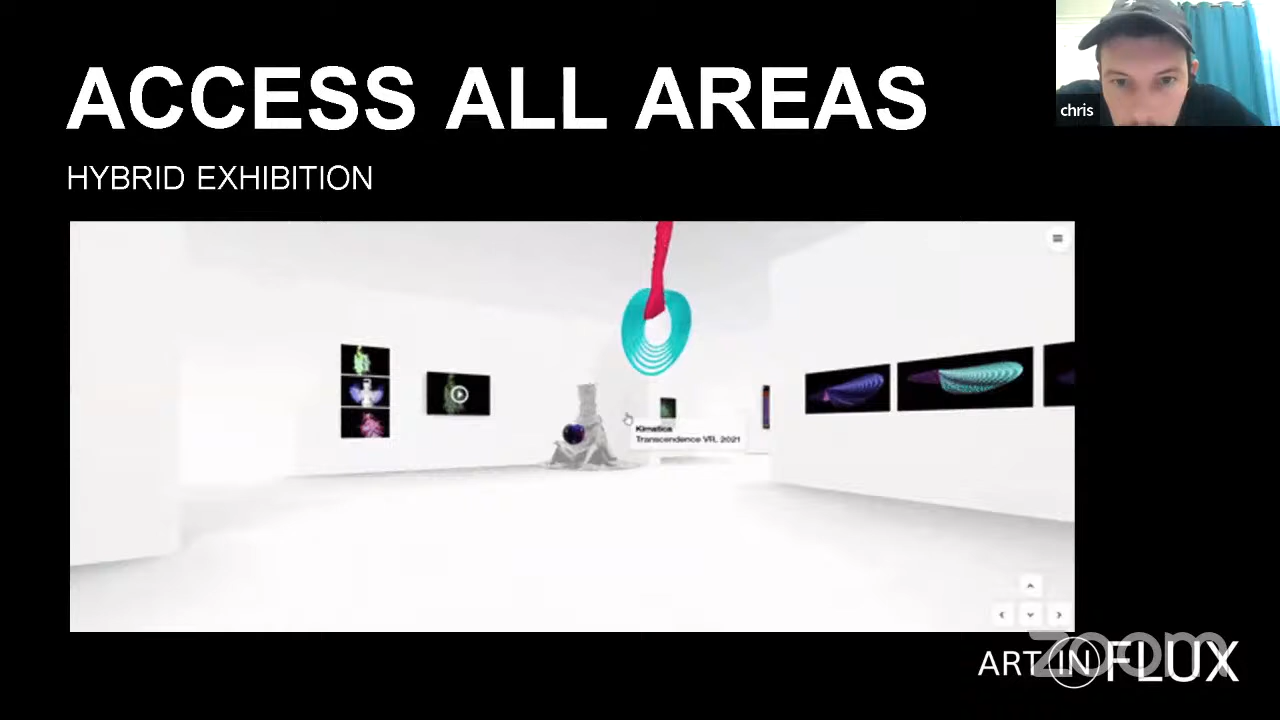 ACCESS ALL AREAS
chris
HYBRID EXHIBITION
Kimatica
Transcendence VR, 2021
zoom
ART IN FLUX